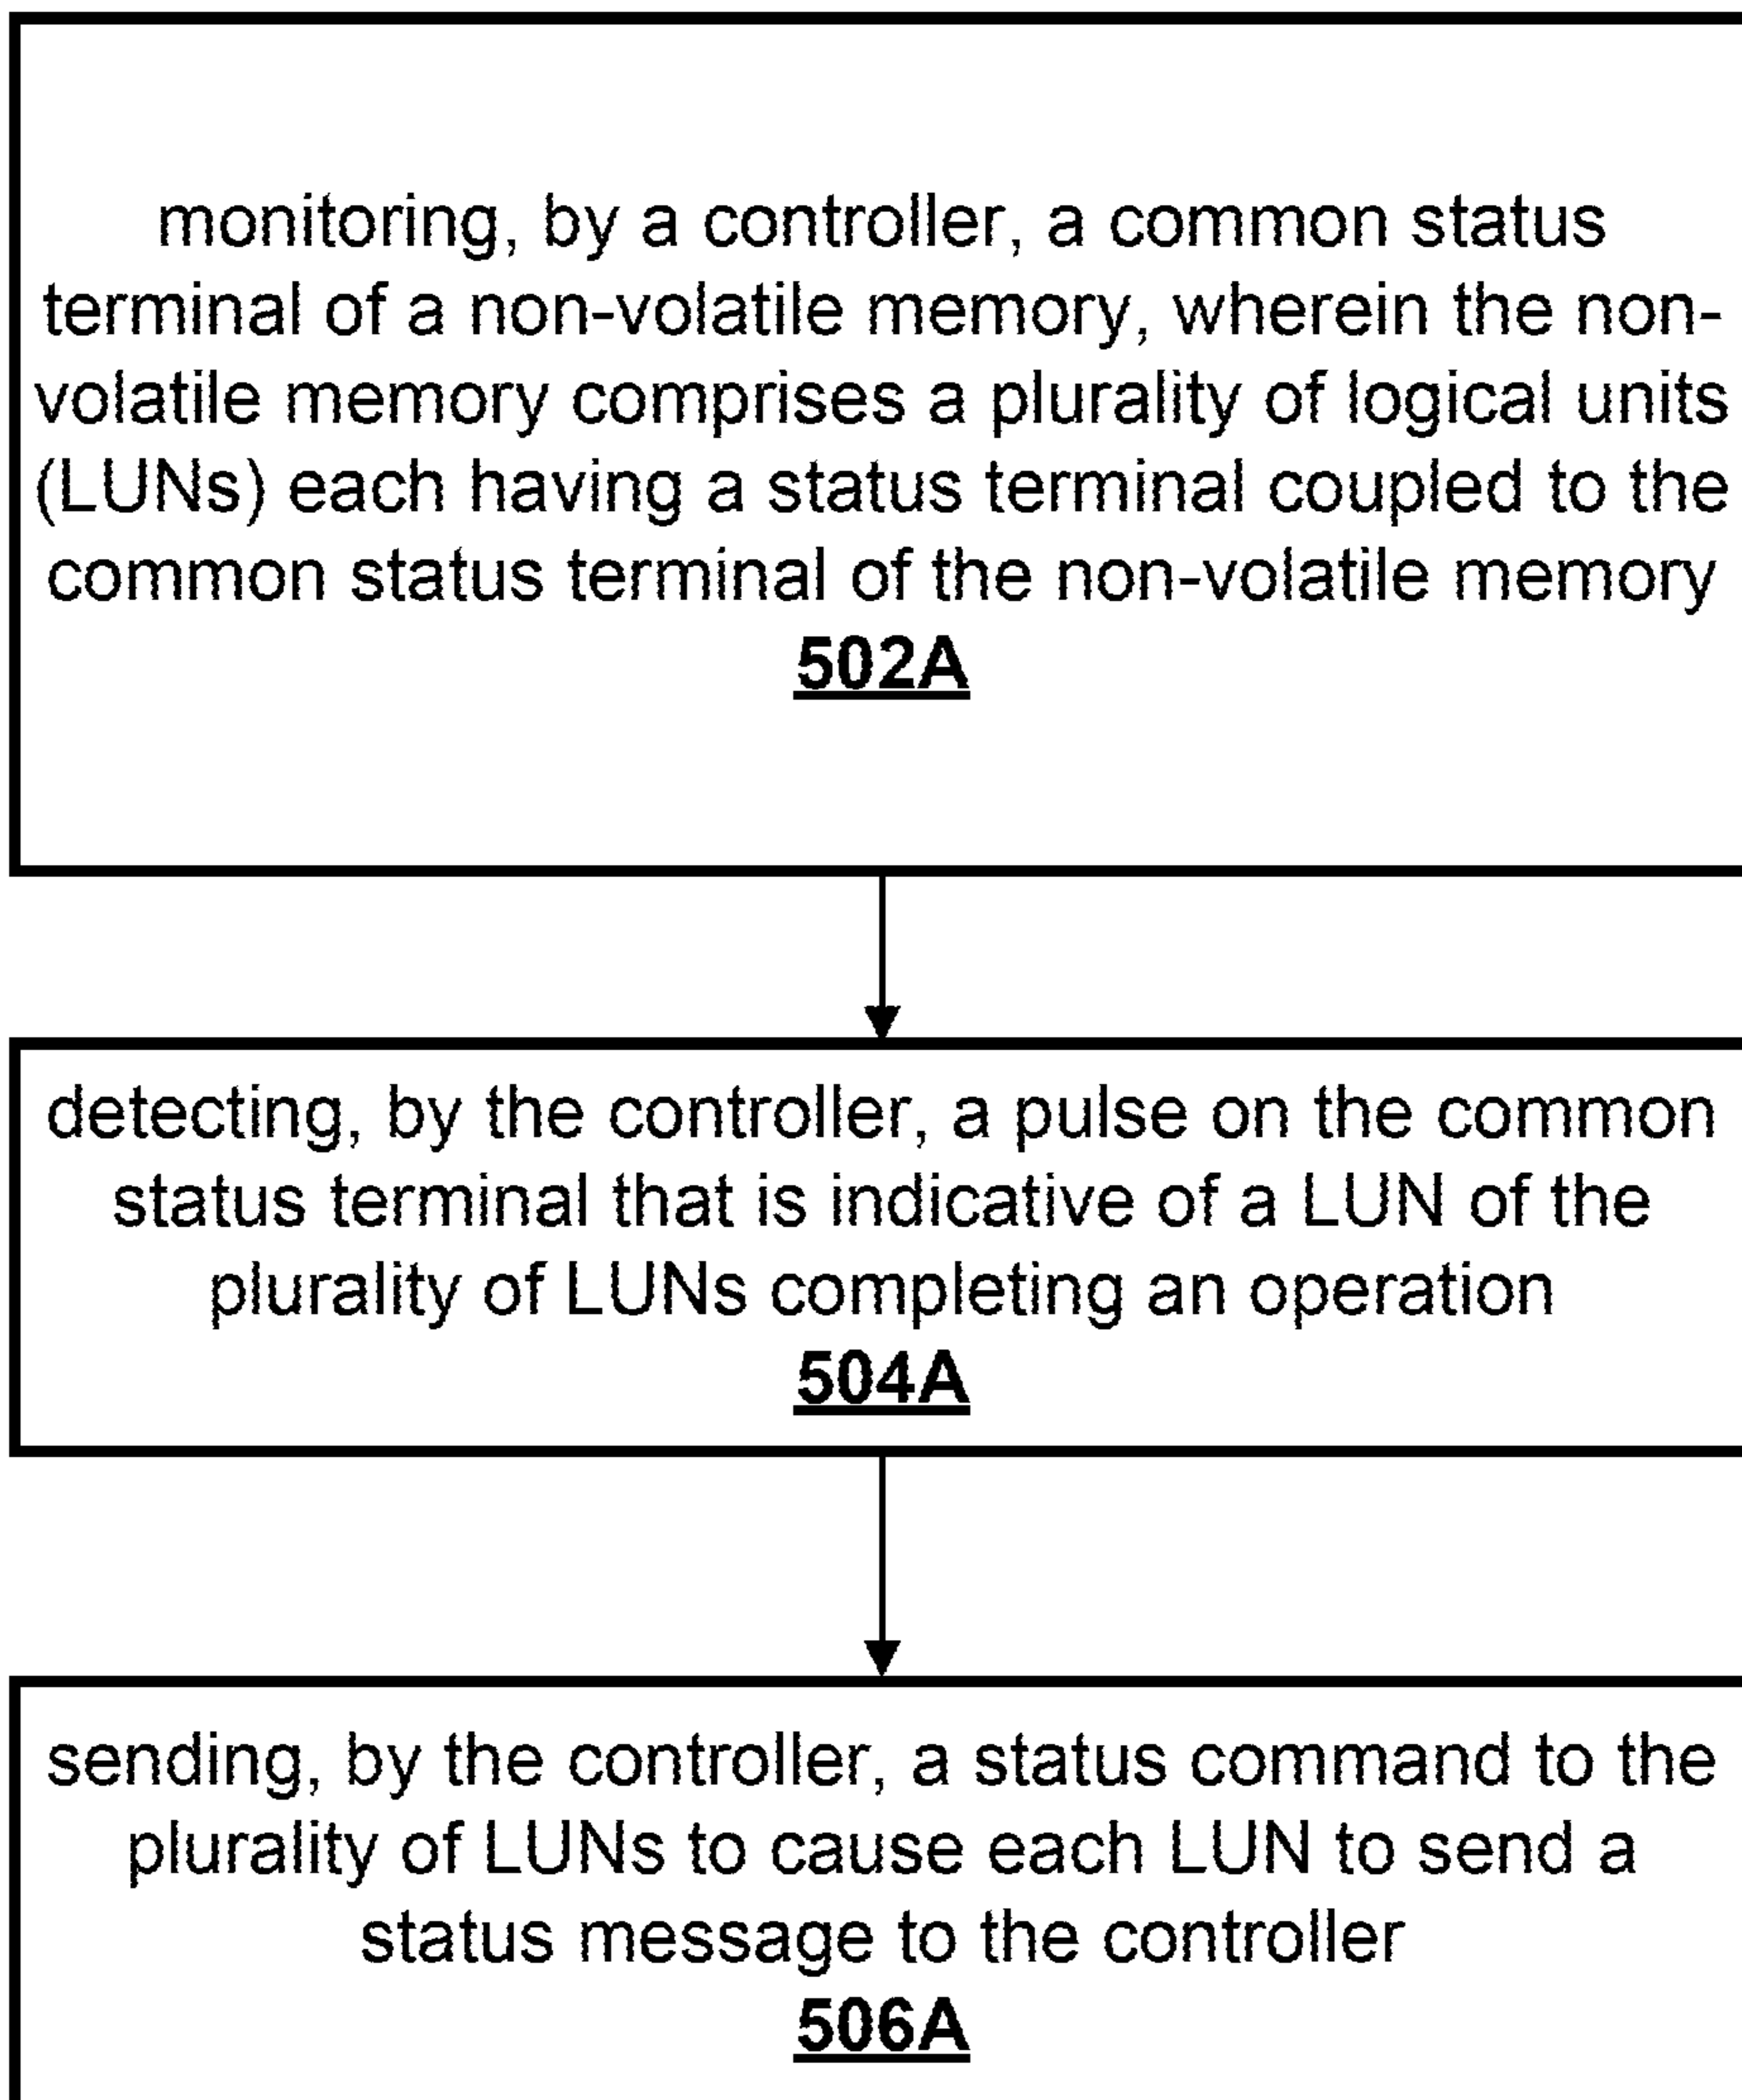 monitoring, by a controller, a common status
terminal of a non-volatile memory, wherein the non-
volatile memory comprises a plurality of logical units
(LUNs) each having a status terminal coupled to the
common status terminal of the non-volatile memory
502A
detecting, by the controller, a pulse on the common
status terminal that is indicative of a LUN of the
plurality of LUNs completing an operation
504A
sending, by the controller, a status command to the
plurality of LUNs to cause each LUN to send a
status message to the controller
506A